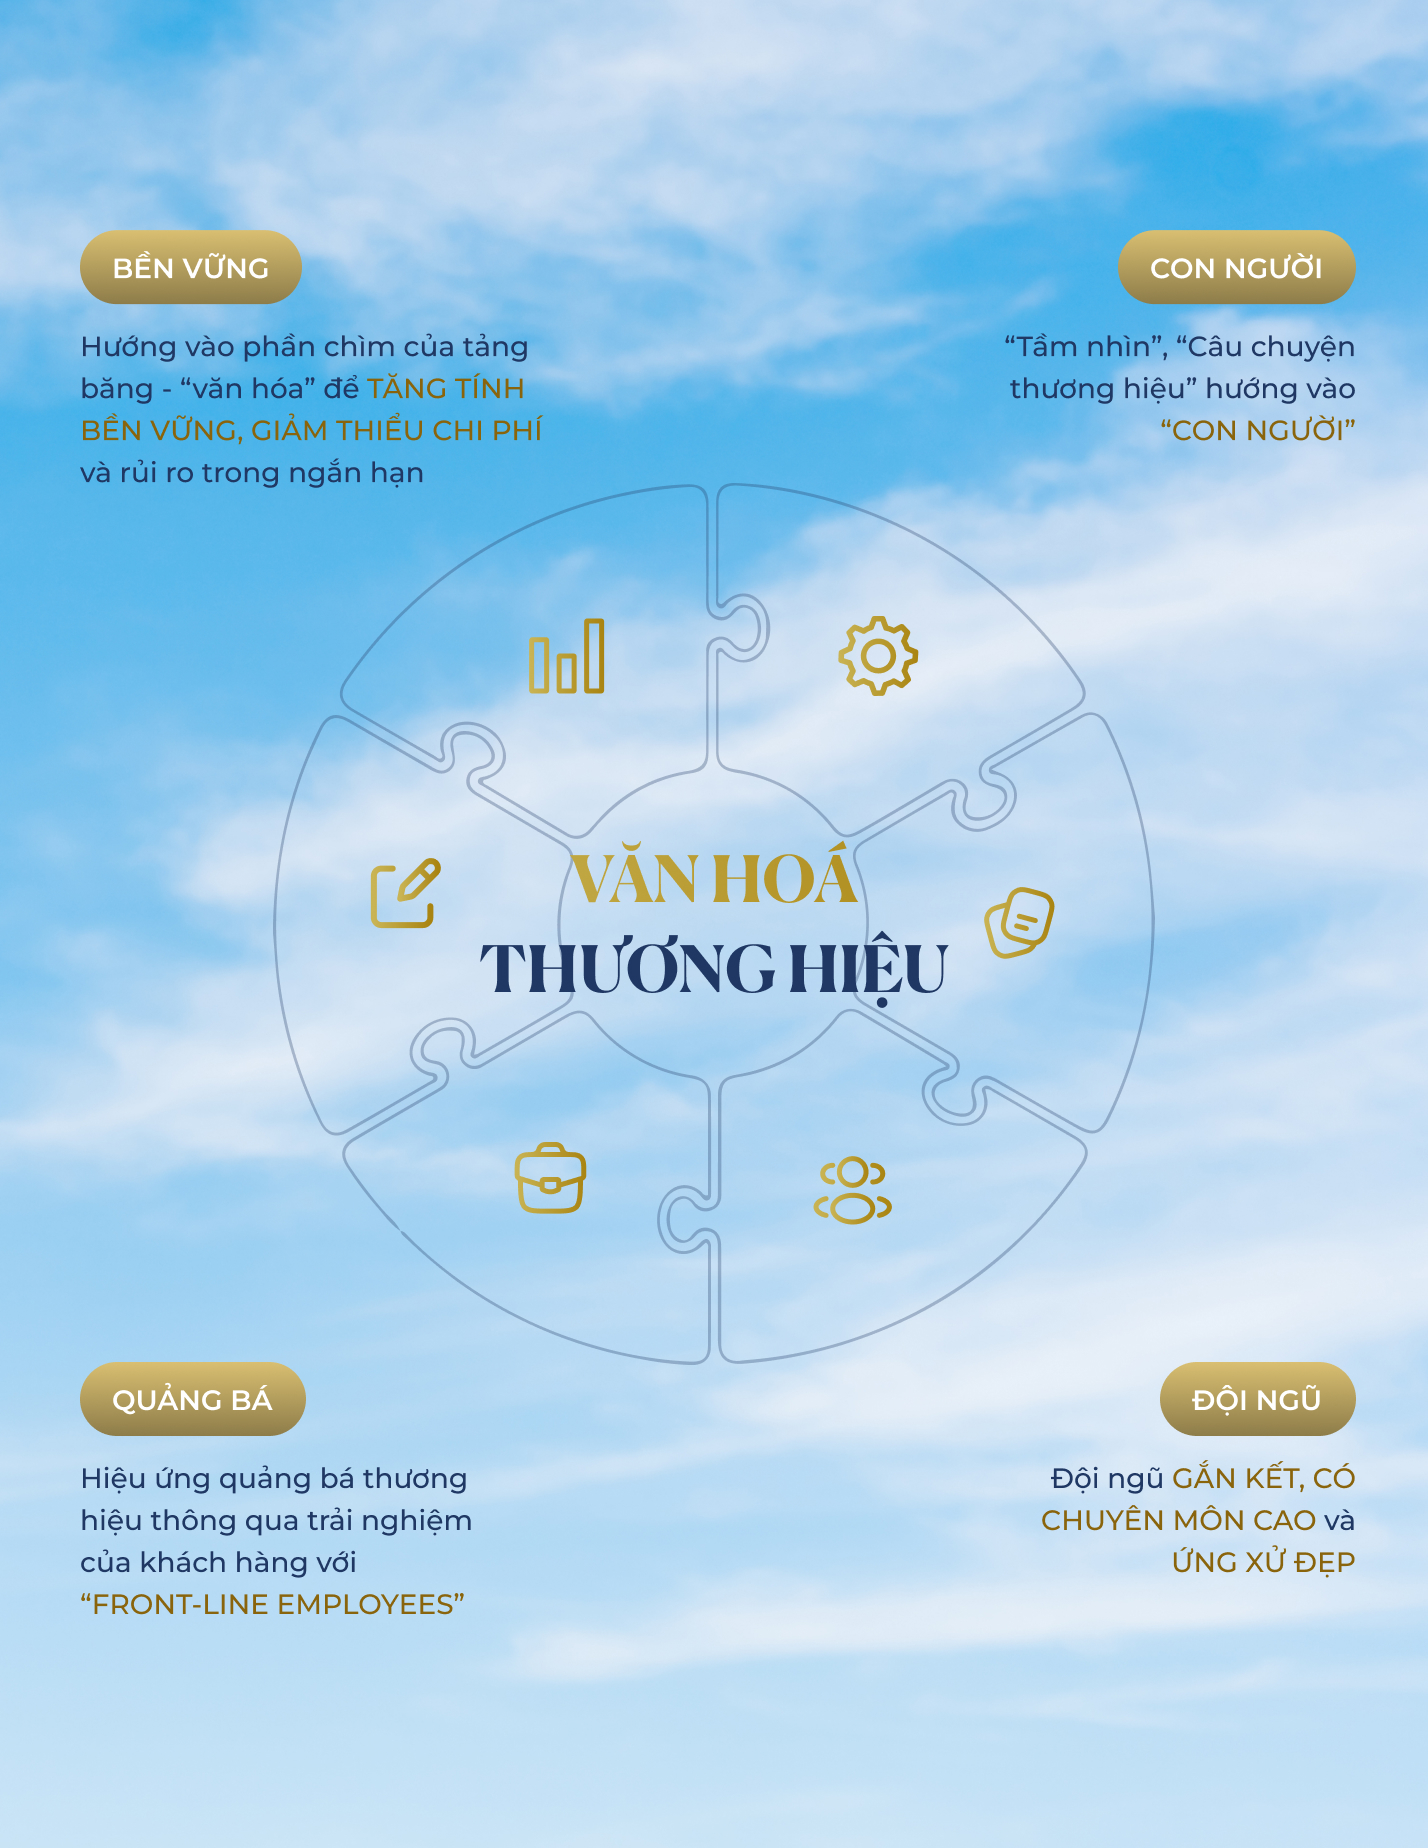 BỀN VỮNG
Hướng vào phần chìm của tảng
băng - “văn hóa” để TĂNG TÍNH
BỀN VỮNG, GIẢM THIỂU CHI PHÍ
và rủi ro trong ngắn hạn
CON NGƯỜI
“Tầm nhìn”, “Câu chuyện
thương hiệu” hướng vào
“CON NGƯỜI”
VĂN HOÁ
THƯƠNG HIỆU
QUẢNG BÁ
Hiệu ứng quảng bá thương
hiệu thông qua trải nghiệm
của khách hàng với
“FRONT-LINE EMPLOYEES”
ĐỘI NGŨ
Đội ngũ GẮN KẾT, CÓ
CHUYÊN MÔN CAO và
ỨNG XỬ ĐẸP